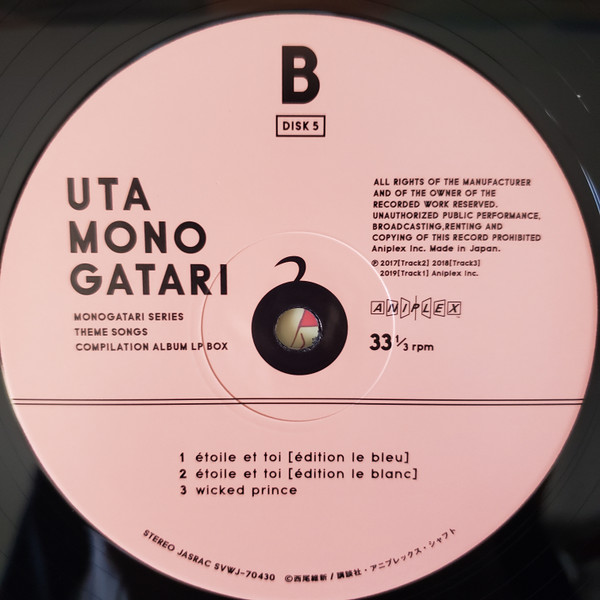 B
DISK 5
UTA
MONO
GATARI
MONOGATARI SERIES
THEME SONGS
COMPILATION ALBUM LP BOX
ALL RIGHTS OF THE MANUFACTURER
AND OF THE OWNER OF THE
RECORDED WORK RESERVED.
UNAUTHORIZED PUBLIC PERFORMANCE,
BROADCASTING,RENTING AND
COPYING OF THIS RECORD PROHIBITED
Aniplex Inc. Made in Japan.
℗2017[Track2] 2018[Track3]
2019[Track1] Aniplex Inc.
ANIPLEX
33 1/3 rpm
1 étoile et toi [édition le bleu]
2 étoile et toi [édition le blanc]
3 wicked prince
STEREO JASRAC SVWJ-70430 ©西尾維新/講談社・アニプレックス・シャフト